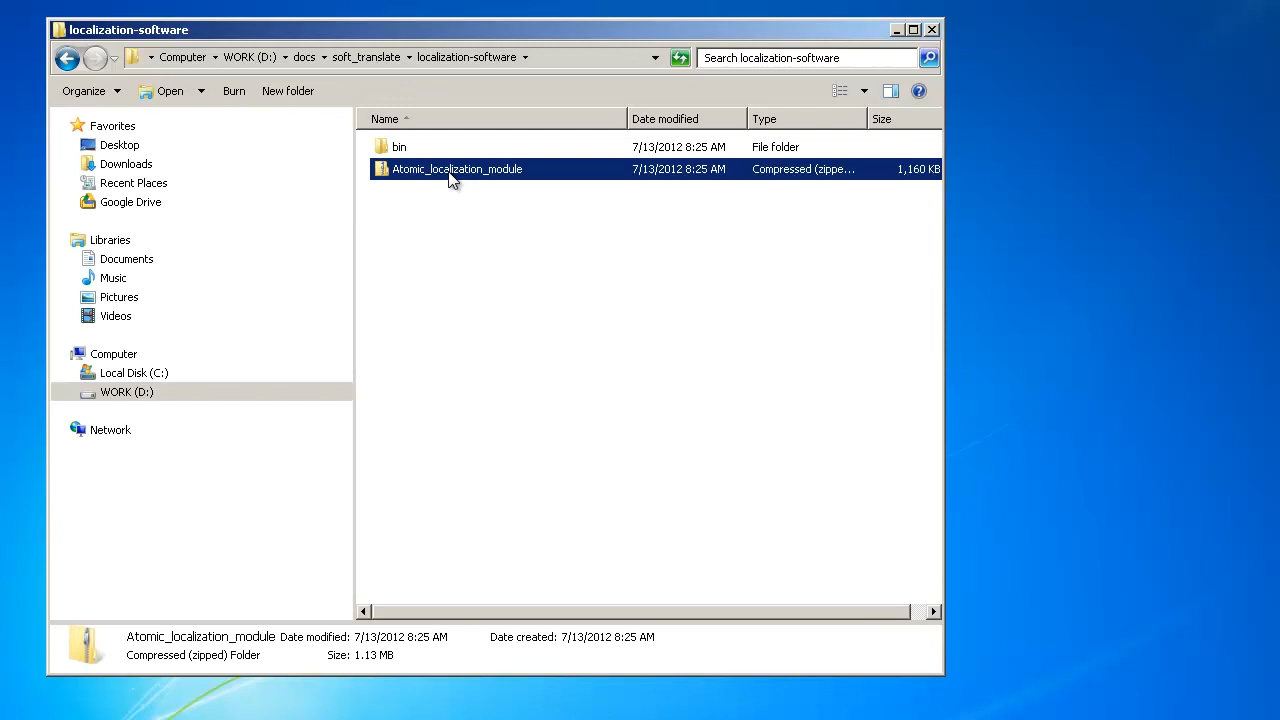 localization-software
Computer WORK (D:) docs soft_translate localization-software
Search localization-software
Organize Open Burn New folder
Name Date modified Type Size
bin 7/13/2012 8:25 AM File folder
Atomic_localization_module 7/13/2012 8:25 AM Compressed (zippe... 1,160 KB
Favorites
Desktop
Downloads
Recent Places
Google Drive
Libraries
Documents
Music
Pictures
Videos
Computer
Local Disk (C:)
WORK (D:)
Network
Atomic_localization_module Date modified: 7/13/2012 8:25 AM Date created: 7/13/2012 8:25 AM
Compressed (zipped) Folder Size: 1.13 MB